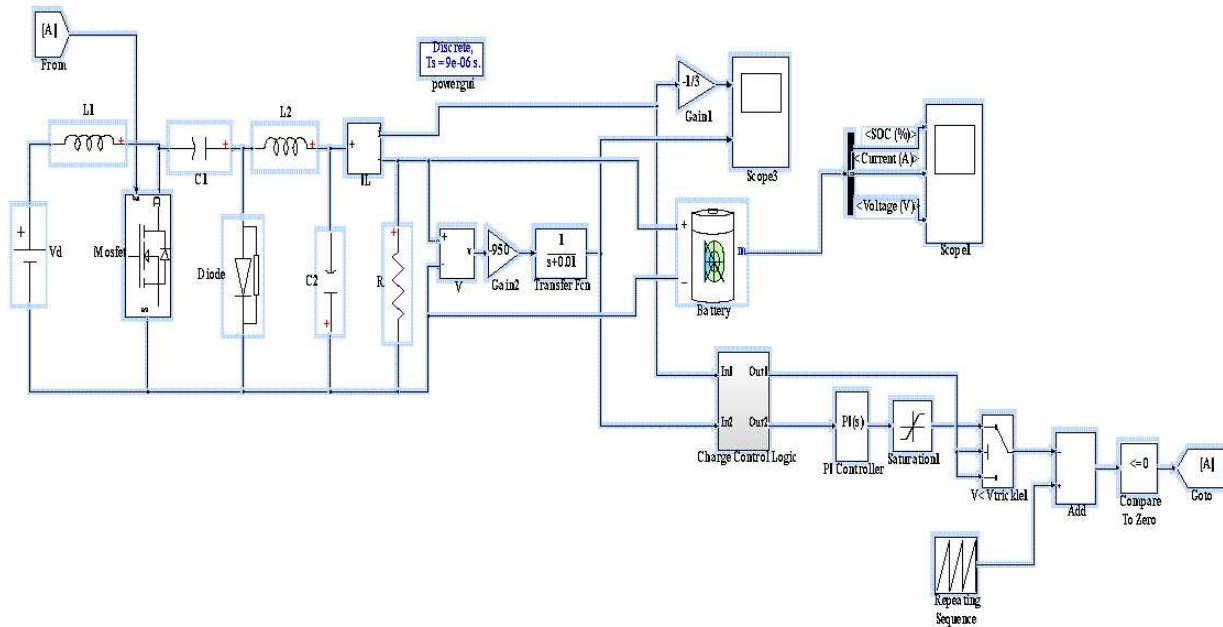 [A]
From
Discrete,
Ts = 9e-06 s.
powergui
-1/3
Gain1
Scope3
<SOC (%)>
<Current (A)>
<Voltage (V)>
Scope1
L1
+
C1
+
L2
+
+
IL
+
Vd
Mosfet
Diode
C2
+
+
R
+
-
v
V
-950
Gain2
1
s+0.01
Transfer Fcn
+
-
m
Battery
In1
Out1
In2
Out2
Charge Control Logic
PI(s)
PI Controller
Saturation1
V< Vtrickle1
-
+
Add
<=0
Compare
To Zero
[A]
Goto
Repeating
Sequence